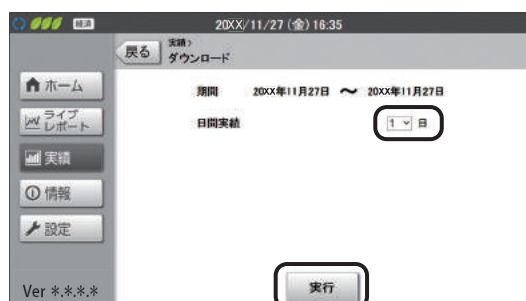 経済
20XX/11/27 (金) 16:35
戻る
実績>
ダウンロード
ホーム
ライブ
レポート
実績
情報
設定
Ver *.*.*.*
期間 20XX年11月27日 ～ 20XX年11月27日
日間実績 1 日
実行